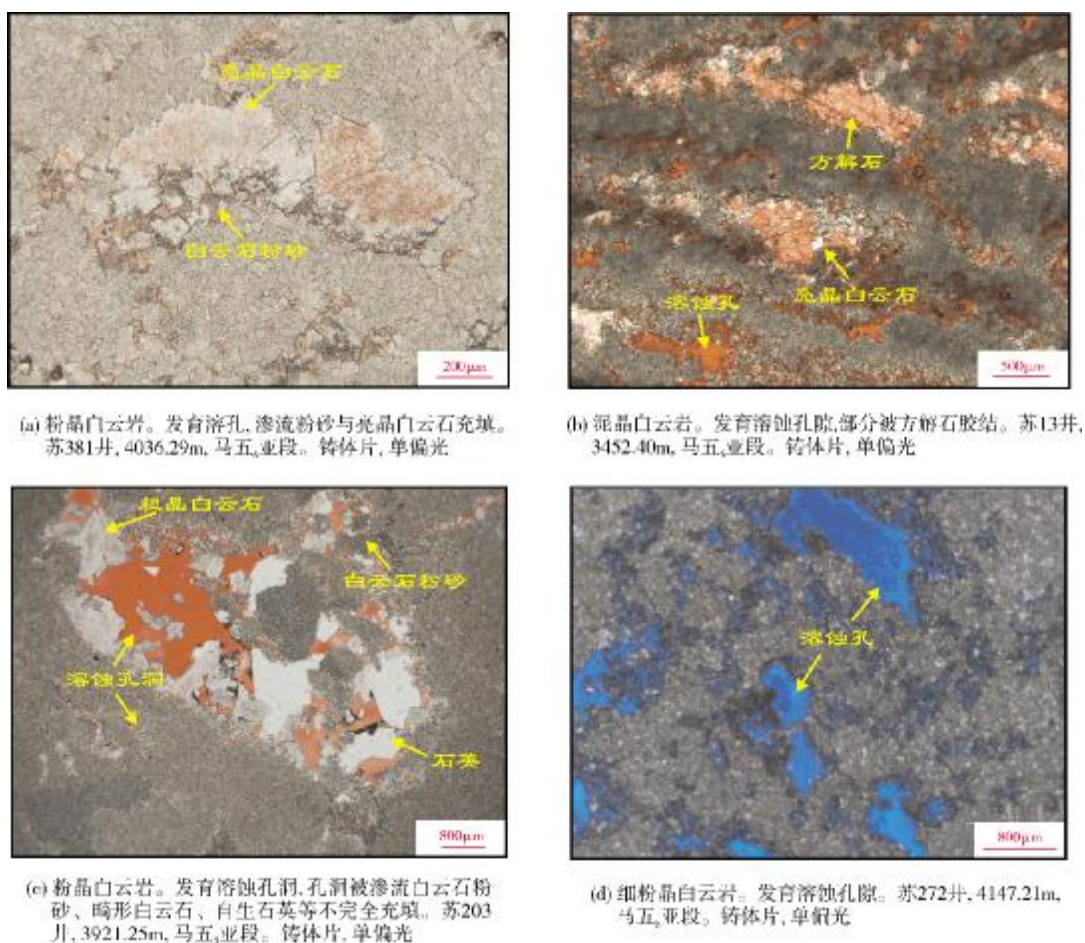 亮晶白云石
白云石粉砂
200μm
方解石
亮晶白云石
溶蚀孔
500μm
(a) 粉晶白云岩。发育溶孔,渗流粉砂与亮晶白云石充填。
苏381井, 4036.29m, 马五 亚段。铸体片, 单偏光
(b) 泥晶白云岩。发育溶蚀孔隙,部分被方解石胶结。苏13井,
3452.40m, 马五 亚段。铸体片, 单偏光
粗晶白云石
白云石粉砂
溶蚀孔洞
石英
800μm
溶蚀孔
800μm
(c) 粉晶白云岩。发育溶蚀孔洞,孔洞被渗流白云石粉
砂、畸形白云石、自生石英等不完全充填。苏203
井, 3921.25m, 马五 亚段。铸体片, 单偏光
(d) 细粉晶白云岩。发育溶蚀孔隙。苏272井, 4147.21m,
马五 亚段。铸体片, 单偏光